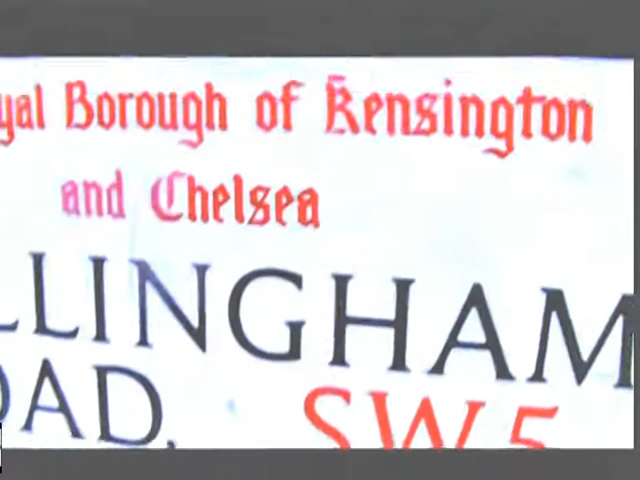 yal Borough of Kensington
and Chelsea
LLINGHAM
OAD, SW5